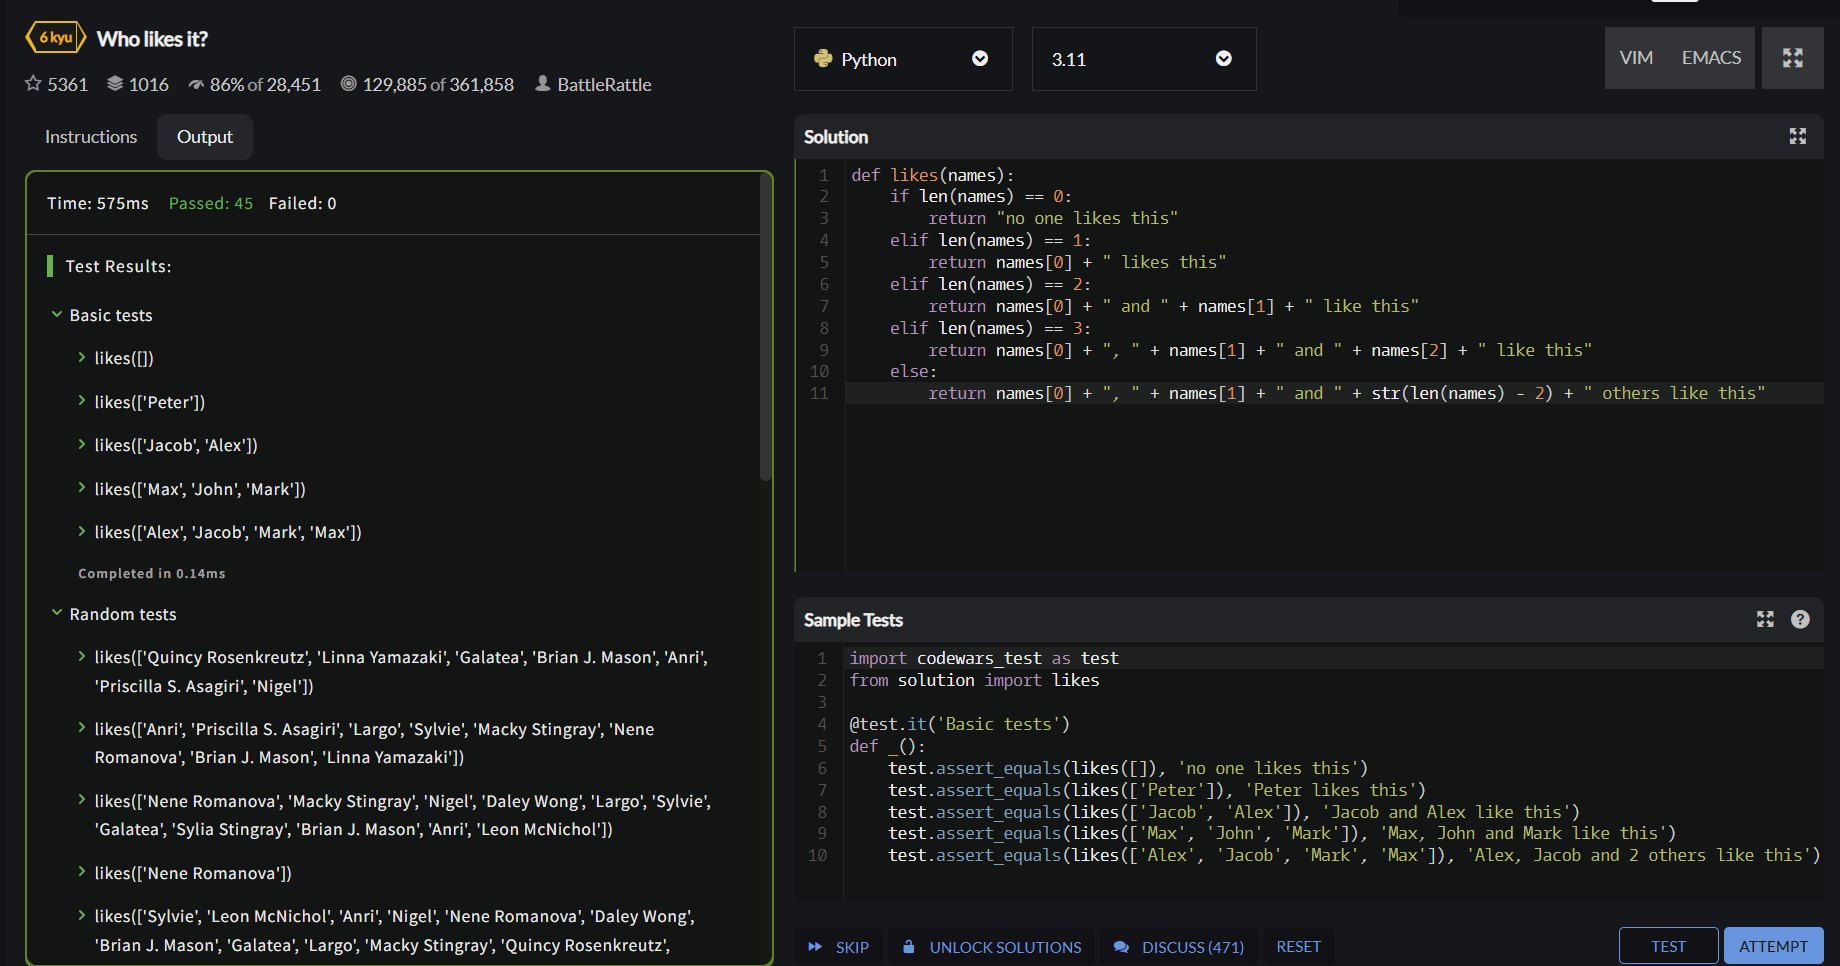 6 kyu Who likes it?
5361 1016 86% of 28,451 129,885 of 361,858 BattleRattle
Instructions Output
Time: 575ms Passed: 45 Failed: 0
Test Results:
Basic tests
likes([])
likes(['Peter'])
likes(['Jacob', 'Alex'])
likes(['Max', 'John', 'Mark'])
likes(['Alex', 'Jacob', 'Mark', 'Max'])
Completed in 0.14ms
Random tests
likes(['Quincy Rosenkreutz', 'Linna Yamazaki', 'Galatea', 'Brian J. Mason', 'Anri',
'Priscilla S. Asagiri', 'Nigel'])
likes(['Anri', 'Priscilla S. Asagiri', 'Largo', 'Sylvie', 'Macky Stingray', 'Nene
Romanova', 'Brian J. Mason', 'Linna Yamazaki'])
likes(['Nene Romanova', 'Macky Stingray', 'Nigel', 'Daley Wong', 'Largo', 'Sylvie',
'Galatea', 'Sylia Stingray', 'Brian J. Mason', 'Anri', 'Leon McNichol'])
likes(['Nene Romanova'])
likes(['Sylvie', 'Leon McNichol', 'Anri', 'Nigel', 'Nene Romanova', 'Daley Wong',
'Brian J. Mason', 'Galatea', 'Largo', 'Macky Stingray', 'Quincy Rosenkreutz',
Python 3.11 VIM EMACS
Solution
1 def likes(names):
2     if len(names) == 0:
3         return "no one likes this"
4     elif len(names) == 1:
5         return names[0] + " likes this"
6     elif len(names) == 2:
7         return names[0] + " and " + names[1] + " like this"
8     elif len(names) == 3:
9         return names[0] + ", " + names[1] + " and " + names[2] + " like this"
10     else:
11         return names[0] + ", " + names[1] + " and " + str(len(names) - 2) + " others like this"
Sample Tests ?
1 import codewars_test as test
2 from solution import likes
3
4 @test.it('Basic tests')
5 def _():
6     test.assert_equals(likes([]), 'no one likes this')
7     test.assert_equals(likes(['Peter']), 'Peter likes this')
8     test.assert_equals(likes(['Jacob', 'Alex']), 'Jacob and Alex like this')
9     test.assert_equals(likes(['Max', 'John', 'Mark']), 'Max, John and Mark like this')
10     test.assert_equals(likes(['Alex', 'Jacob', 'Mark', 'Max']), 'Alex, Jacob and 2 others like this')
SKIP UNLOCK SOLUTIONS DISCUSS (471) RESET TEST ATTEMPT